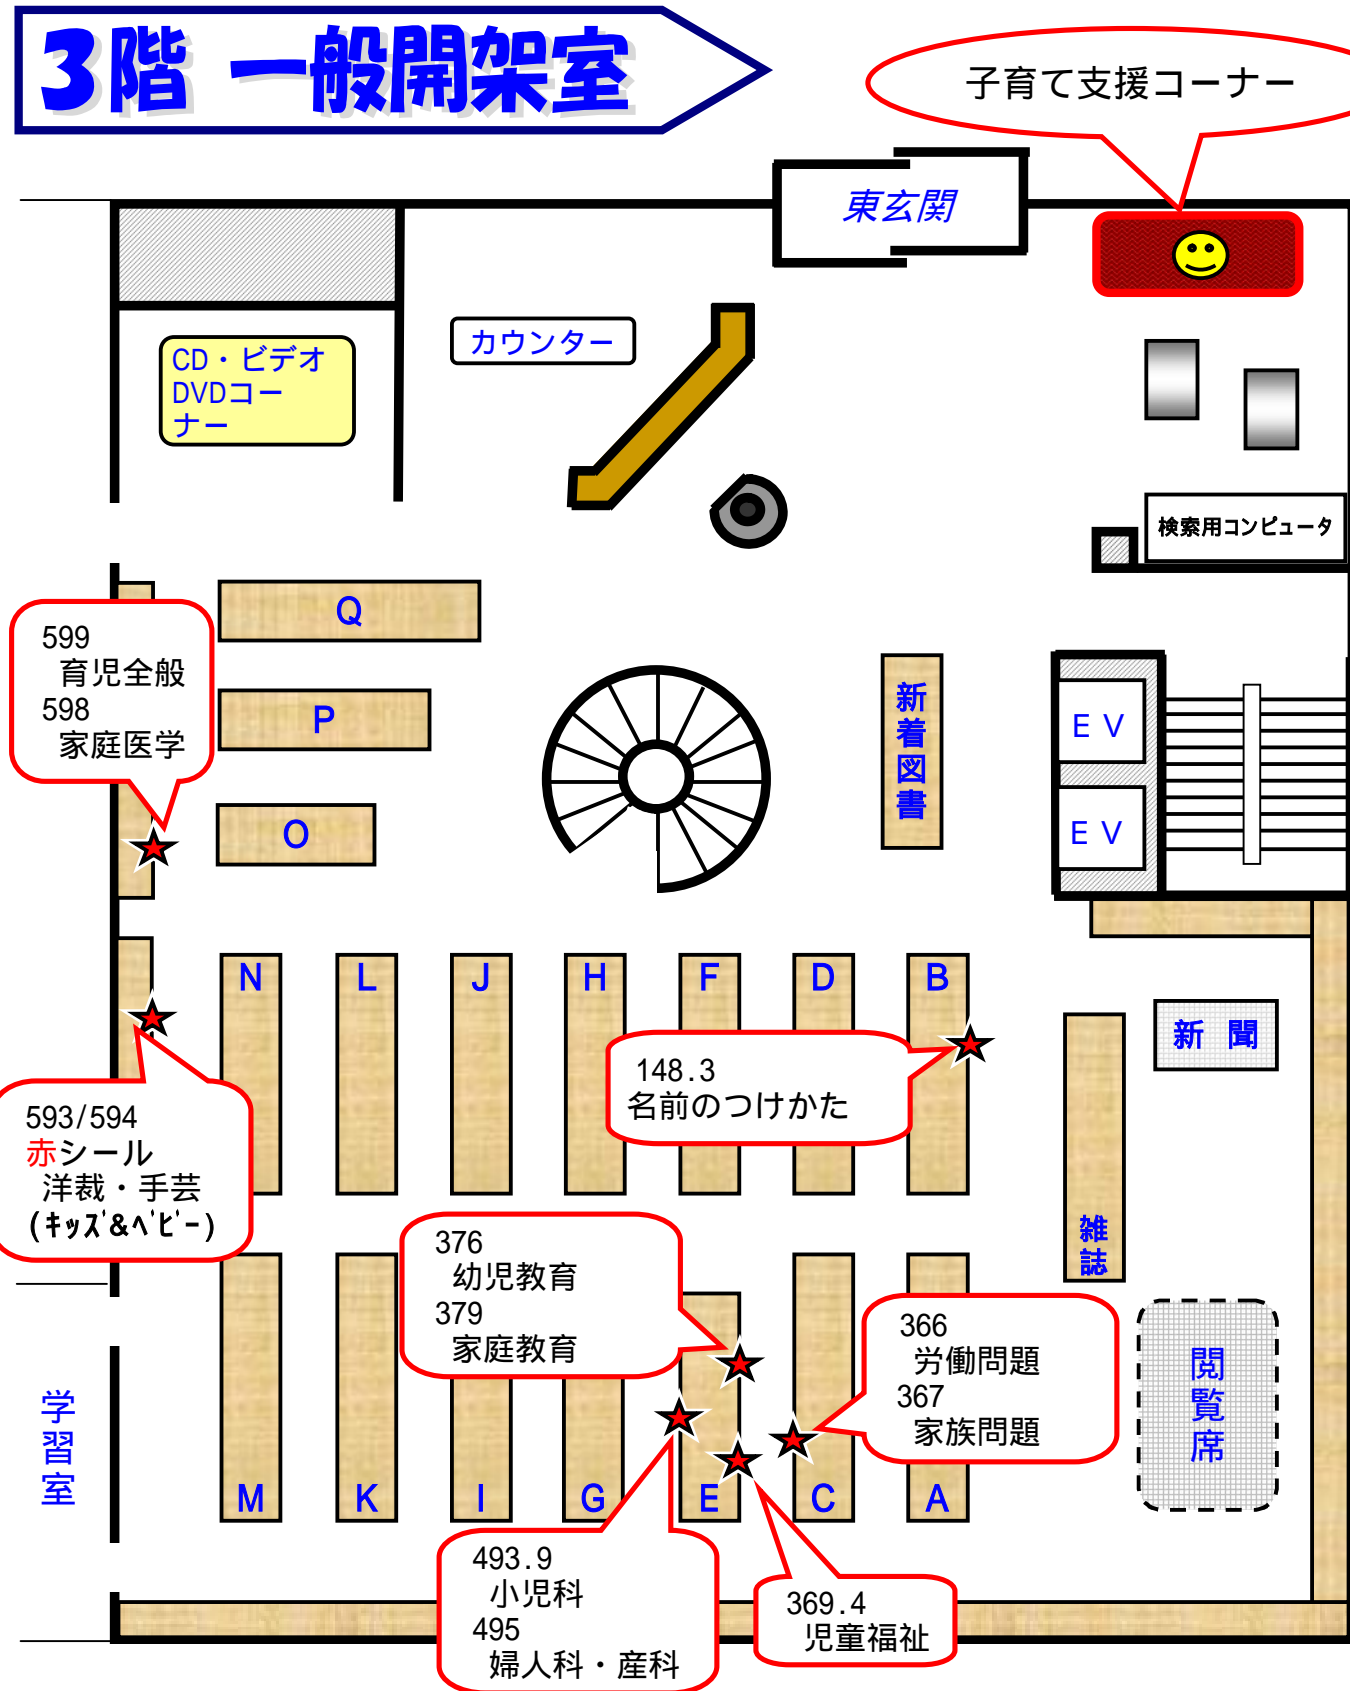 3階 一般開架室
子育て支援コーナー
東玄関
カウンター
CD・ビデオ
DVDコー
ナー
検索用コンピュータ
Q
599
育児全般
598
家庭医学
P
新着図書
EV
O
EV
N
L
J
H
F
D
B
新 聞
148.3
名前のつけかた
593/594
赤シール
洋裁・手芸
(キッズ&ベビー)
雑誌
376
幼児教育
379
家庭教育
366
労働問題
367
家族問題
閲覧席
学習室
M
K
I
G
E
C
A
493.9
小児科
495
婦人科・産科
369.4
児童福祉